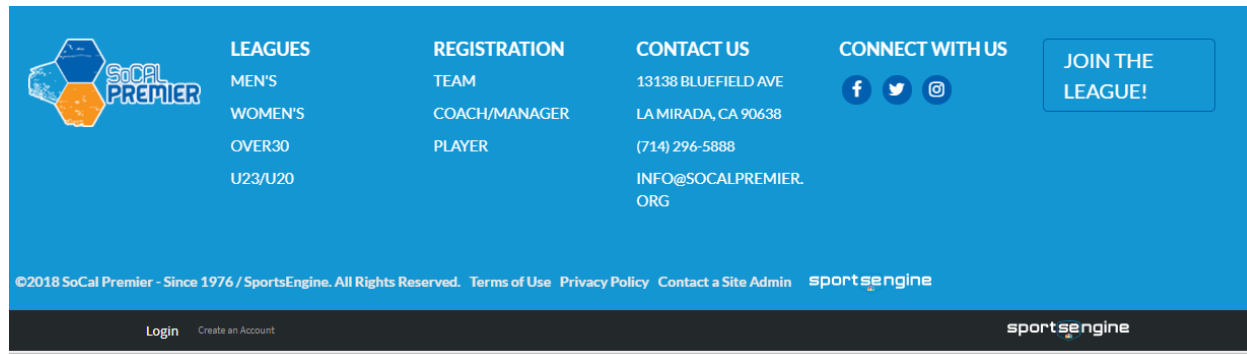 SOCAL
PREMIER
LEAGUES
MEN'S
WOMEN'S
OVER30
U23/U20
REGISTRATION
TEAM
COACH/MANAGER
PLAYER
CONTACT US
13138 BLUEFIELD AVE
LA MIRADA, CA 90638
(714) 296-5888
INFO@SOCALPREMIER.
ORG
CONNECT WITH US
JOIN THE
LEAGUE!
©2018 SoCal Premier - Since 1976 / SportsEngine. All Rights Reserved. Terms of Use Privacy Policy Contact a Site Admin sportsengine
Login Create an Account sportsengine